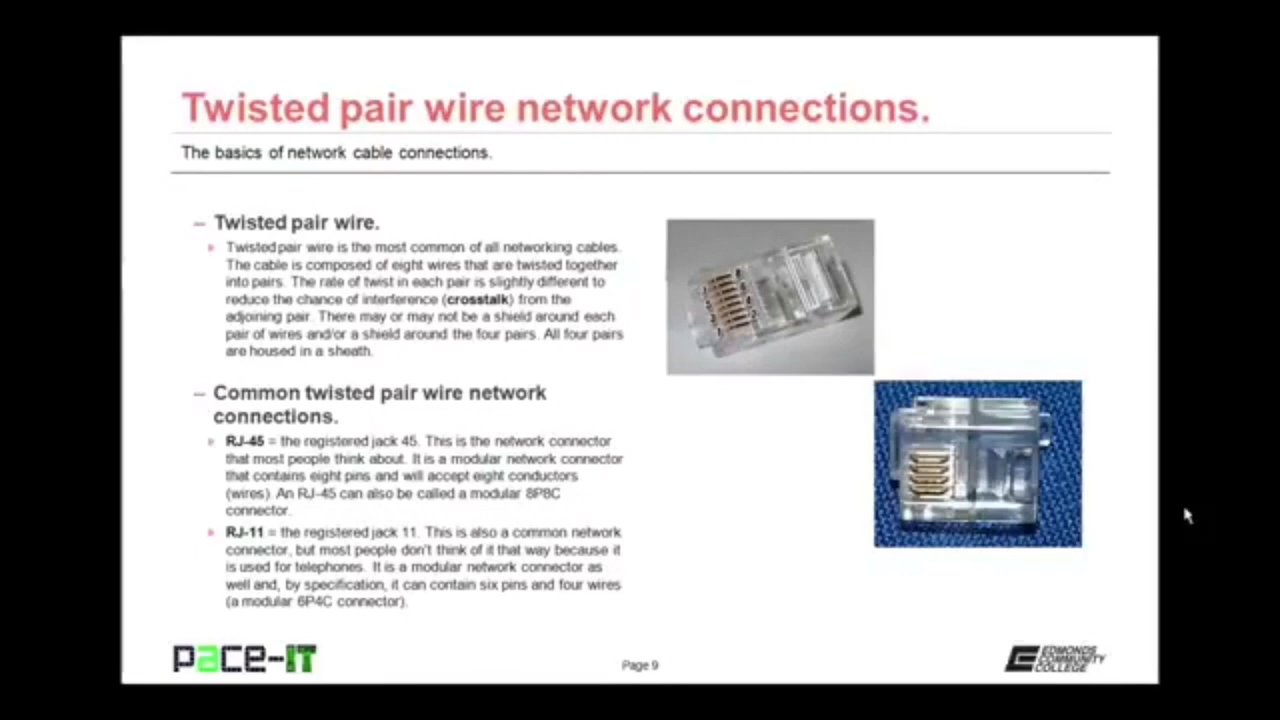 Twisted pair wire network connections.
The basics of network cable connections.
– Twisted pair wire.
» Twisted pair wire is the most common of all networking cables.
The cable is composed of eight wires that are twisted together
into pairs. The rate of twist in each pair is slightly different to
reduce the chance of interference (crosstalk) from the
adjoining pair. There may or may not be a shield around each
pair of wires and/or a shield around the four pairs. All four pairs
are housed in a sheath.
– Common twisted pair wire network
connections.
» RJ-45 = the registered jack 45. This is the network connector
that most people think about. It is a modular network connector
that contains eight pins and will accept eight conductors
(wires). An RJ-45 can also be called a modular 8P8C
connector.
» RJ-11 = the registered jack 11. This is also a common network
connector, but most people don't think of it that way because it
is used for telephones. It is a modular network connector as
well and, by specification, it can contain six pins and four wires
(a modular 6P4C connector).
pace-IT
Page 9
EDMONDS
COMMUNITY
COLLEGE